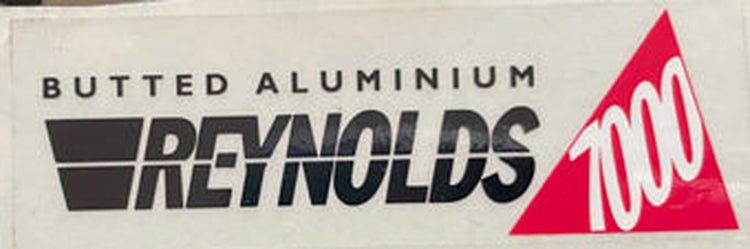 BUTTED ALUMINIUM
REYNOLDS
7000